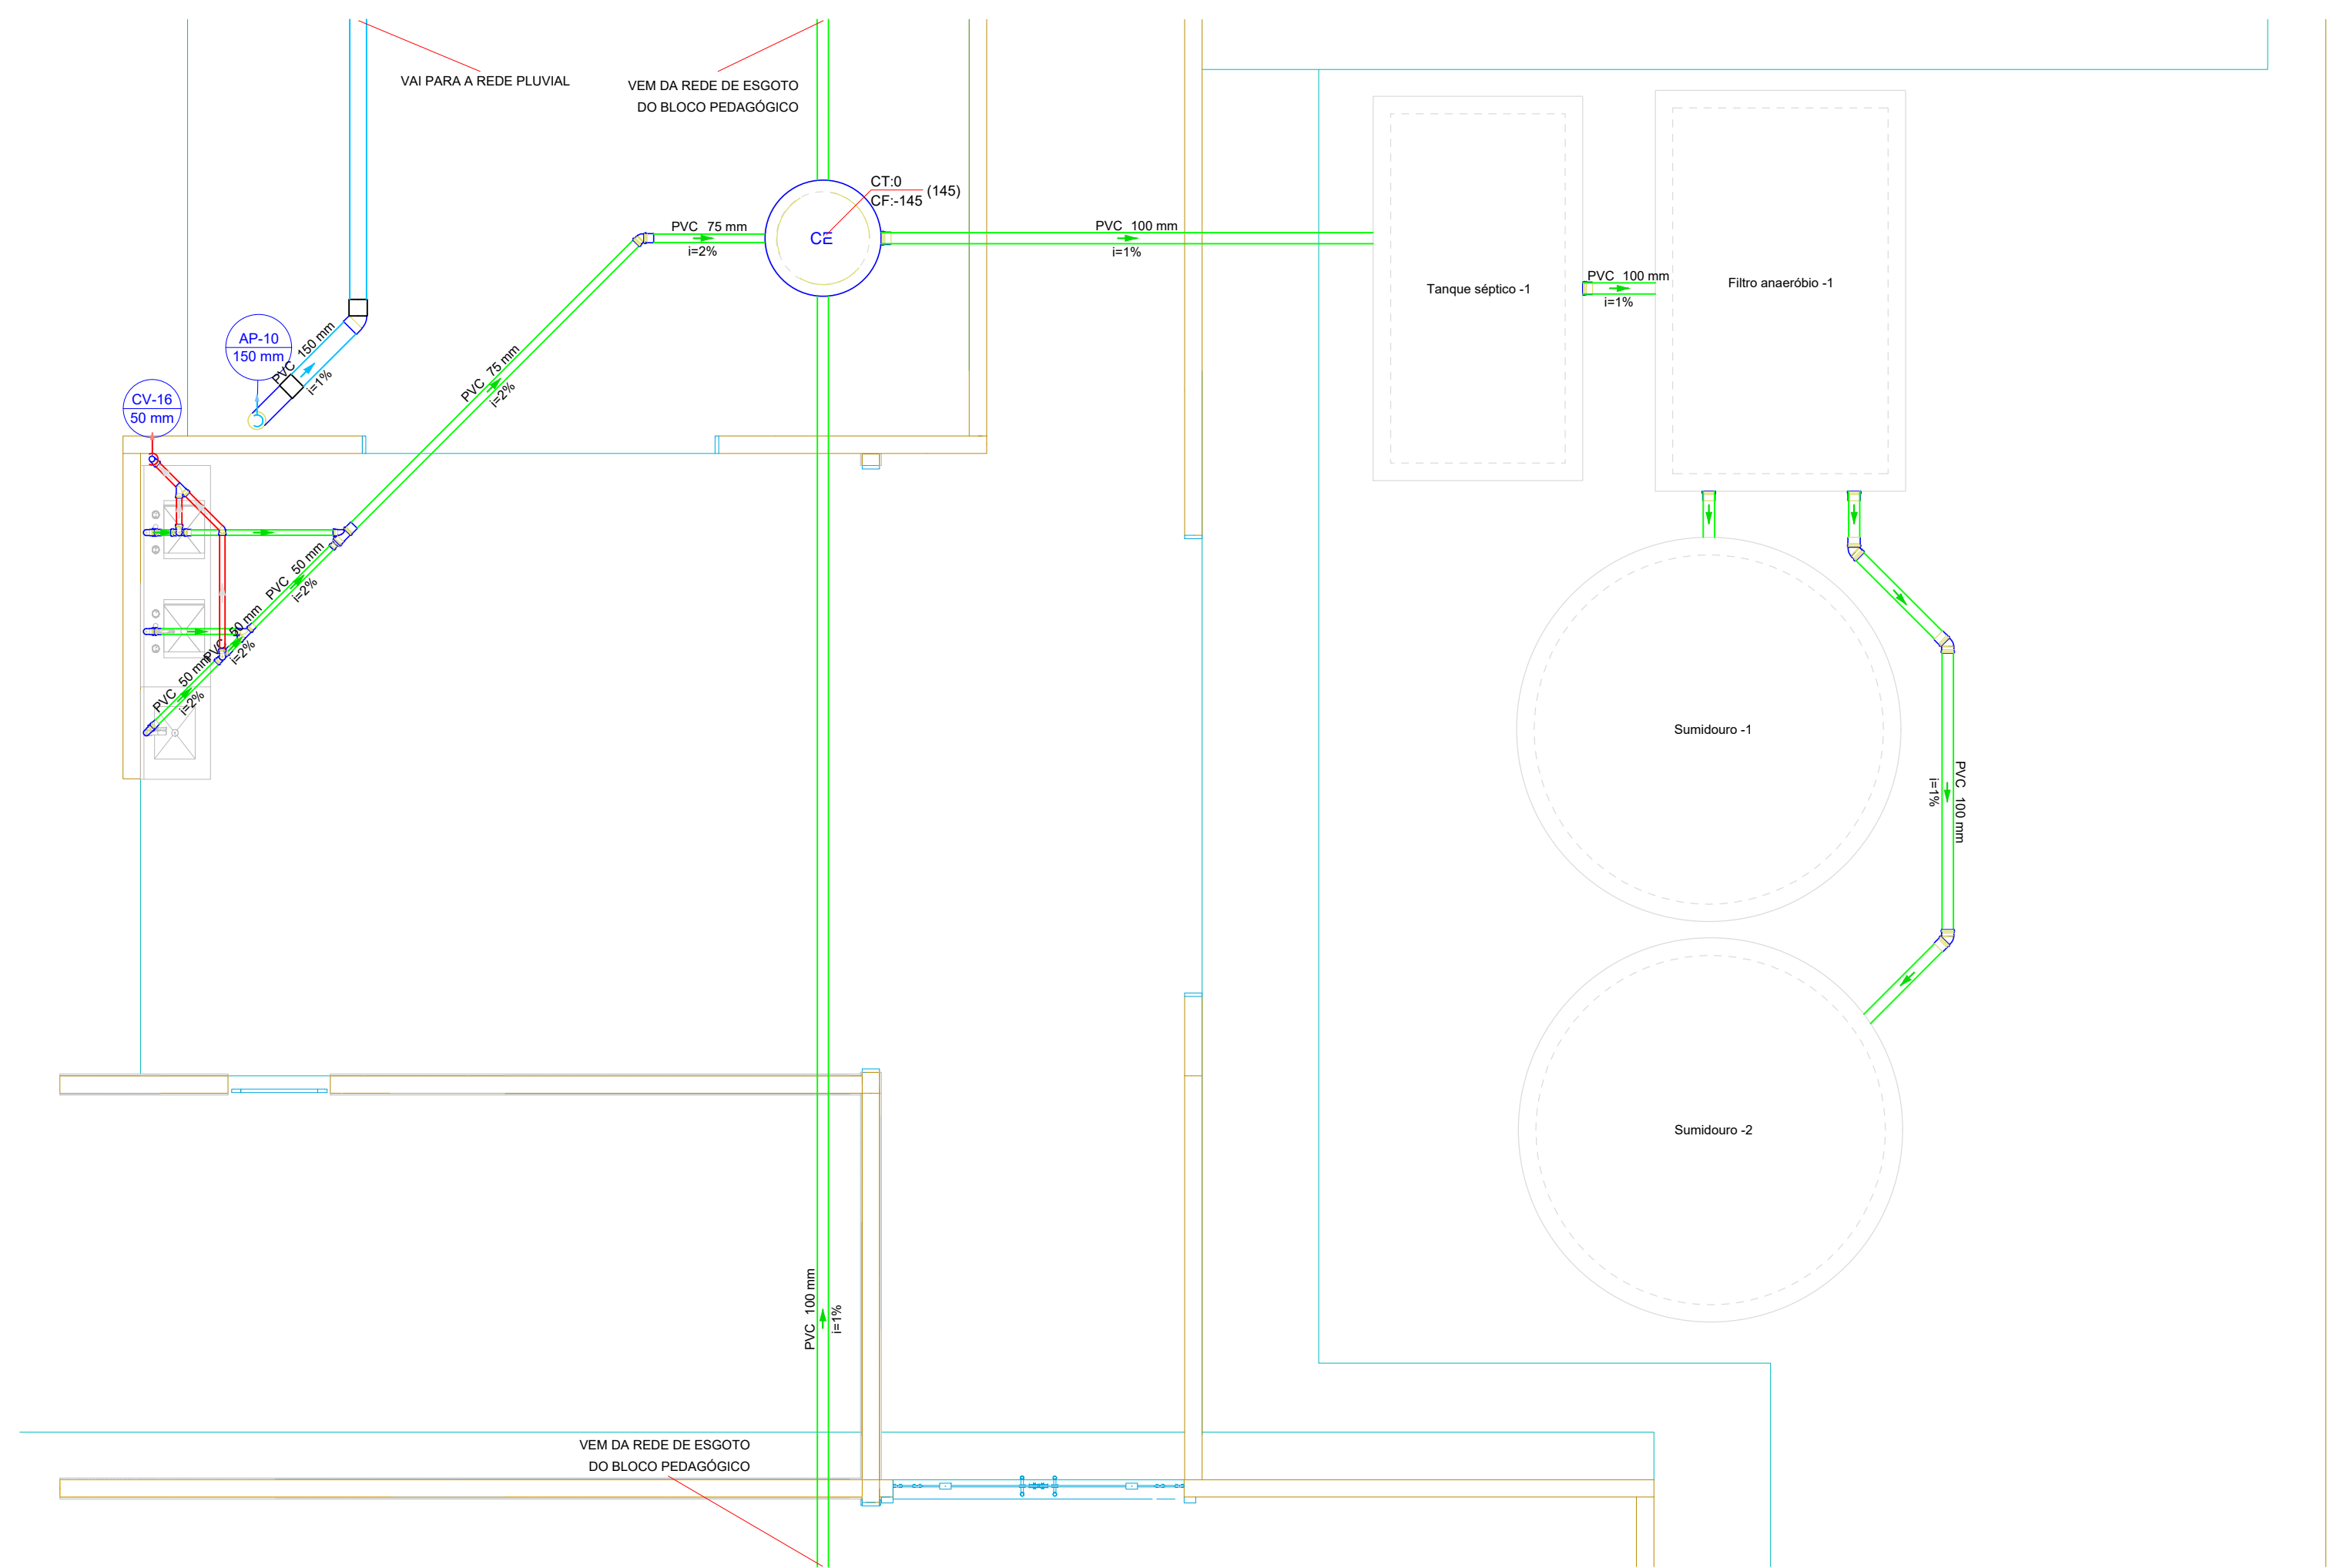 VAI PARA A REDE PLUVIAL
VEM DA REDE DE ESGOTO
DO BLOCO PEDAGÓGICO
CT:0
CF:-145
(145)
CE
PVC 75 mm
i=2%
PVC 100 mm
i=1%
PVC 100 mm
i=1%
Tanque séptico -1
Filtro anaeróbio -1
AP-10
150 mm
PVC 150 mm
i=1%
CV-16
50 mm
PVC 75 mm
i=2%
PVC 50 mm
i=2%
PVC 50 mm
i=2%
PVC 50 mm
i=2%
Sumidouro -1
PVC 100 mm
i=1%
Sumidouro -2
PVC 100 mm
i=1%
VEM DA REDE DE ESGOTO
DO BLOCO PEDAGÓGICO